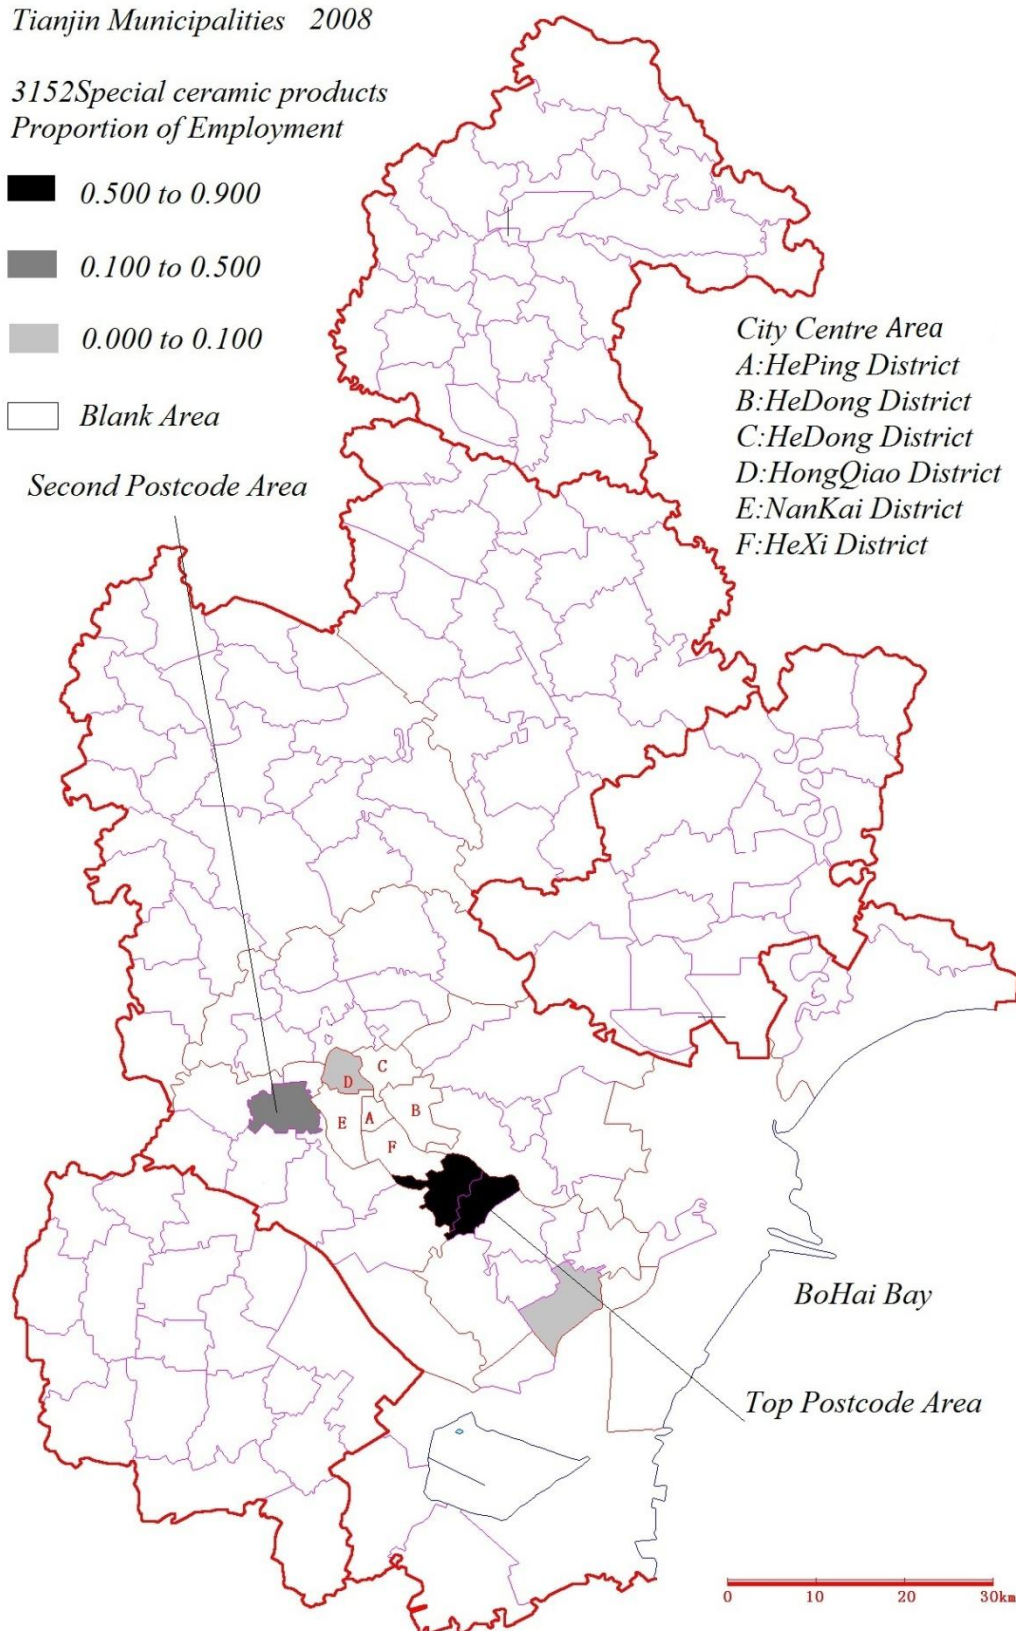 Tianjin Municipalities 2008
3152Special ceramic products
Proportion of Employment
0.500 to 0.900
0.100 to 0.500
0.000 to 0.100
Blank Area
Second Postcode Area
City Centre Area
A:HePing District
B:HeDong District
C:HeDong District
D:HongQiao District
E:NanKai District
F:HeXi District
C
D
E
A
B
F
BoHai Bay
Top Postcode Area
0 10 20 30km